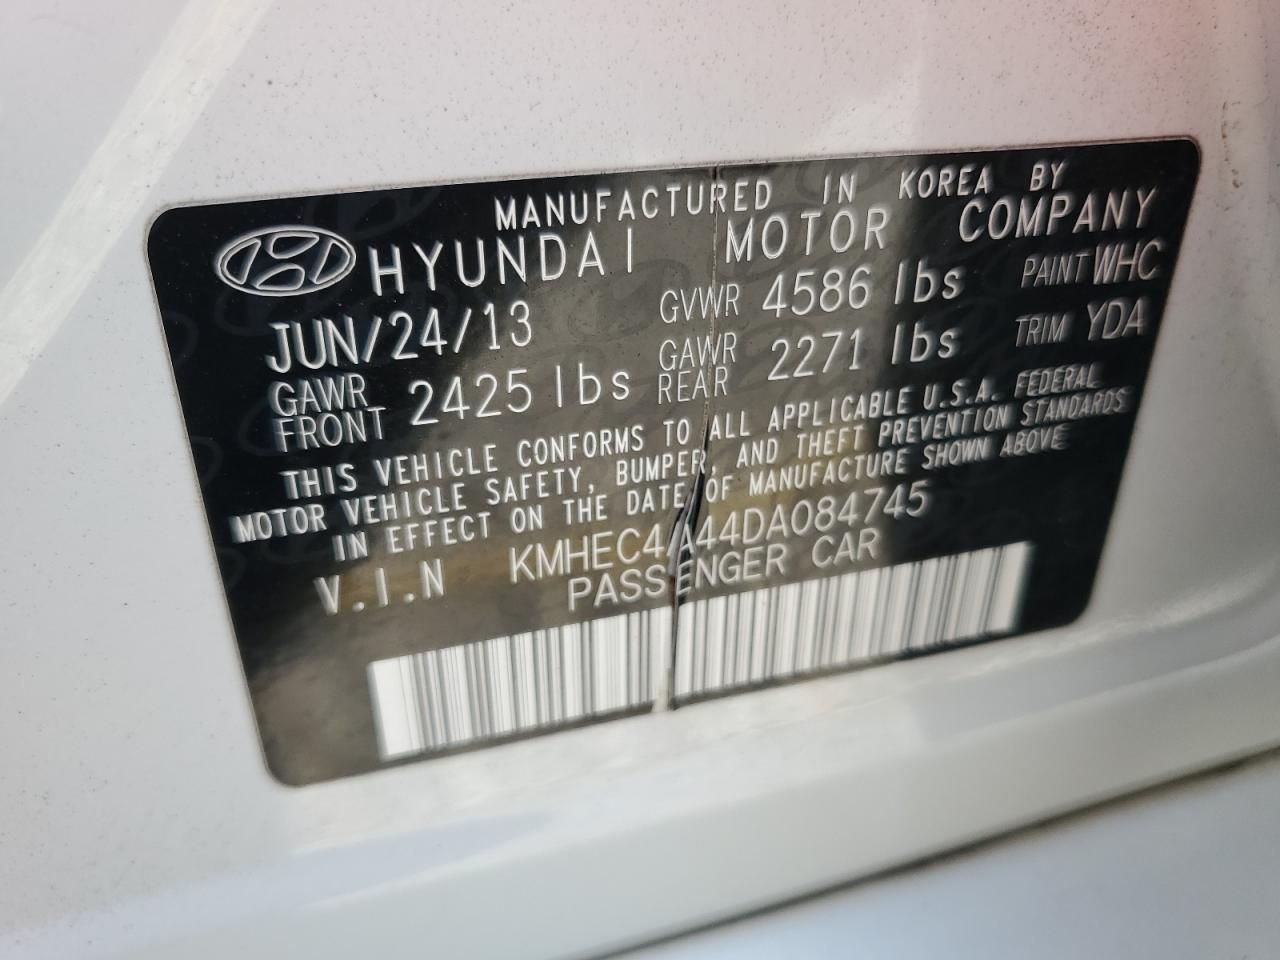 MANUFACTURED IN KOREA BY
HYUNDAI MOTOR COMPANY
JUN/24/13 GVWR 4586 lbs PAINT WHC
GAWR FRONT 2425 lbs GAWR REAR 2271 lbs TRIM YDA
THIS VEHICLE CONFORMS TO ALL APPLICABLE U.S.A. FEDERAL
MOTOR VEHICLE SAFETY, BUMPER, AND THEFT PREVENTION STANDARDS
IN EFFECT ON THE DATE OF MANUFACTURE SHOWN ABOVE
V.I.N KMHEC4A44DA084745
PASSENGER CAR